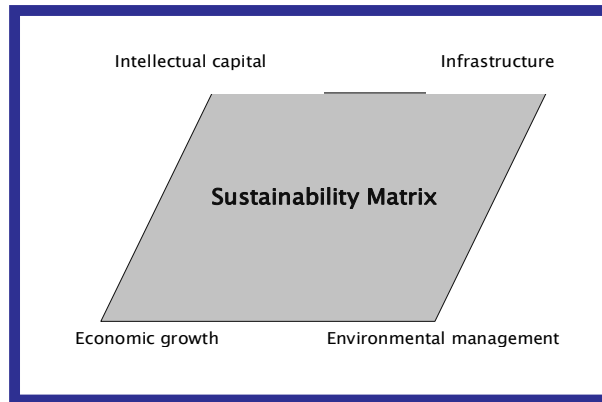 Intellectual capital
Infrastructure
Sustainability Matrix
Economic growth
Environmental management